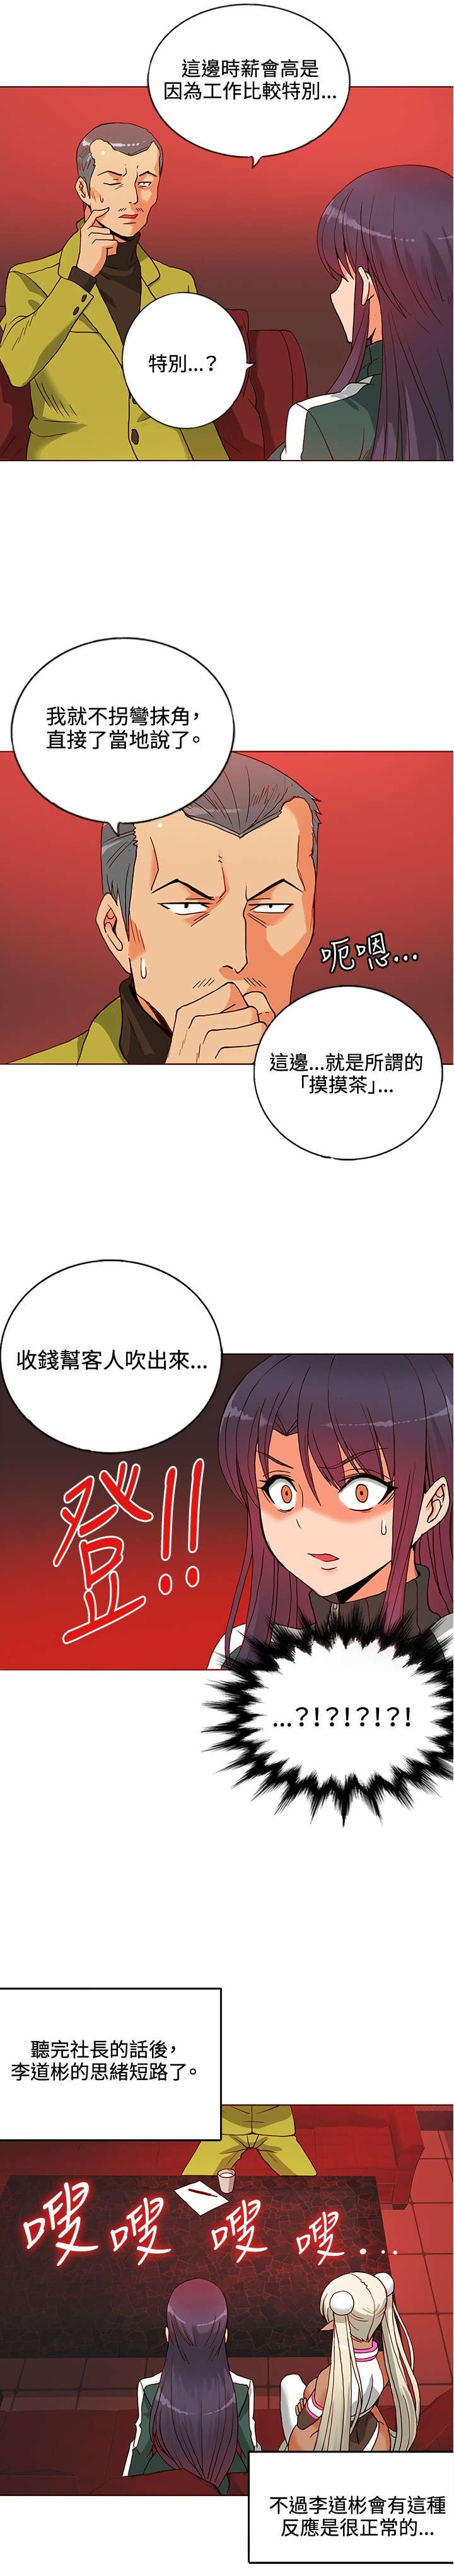 這邊時薪會高是
因為工作比較特別…
特別…？
我就不拐彎抹角，
直接了當地說了。
呃嗯…
這邊…就是所謂的
「摸摸茶」…
收錢幫客人吹出來…
登!!
…?!?!?!?!
聽完社長的話後，
李道彬的思緒短路了。
嗖嗖嗖嗖…
不過李道彬會有這種
反應是很正常的…